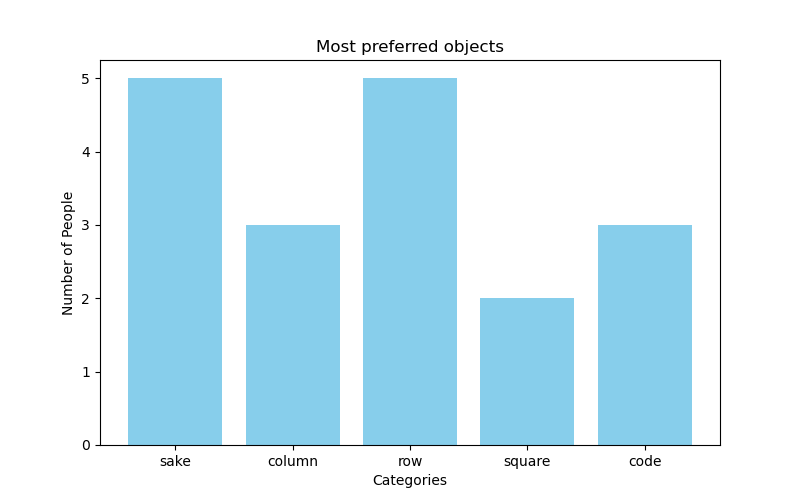 Most preferred objects
Number of People
5
4
3
2
1
0
sake column row square code
Categories